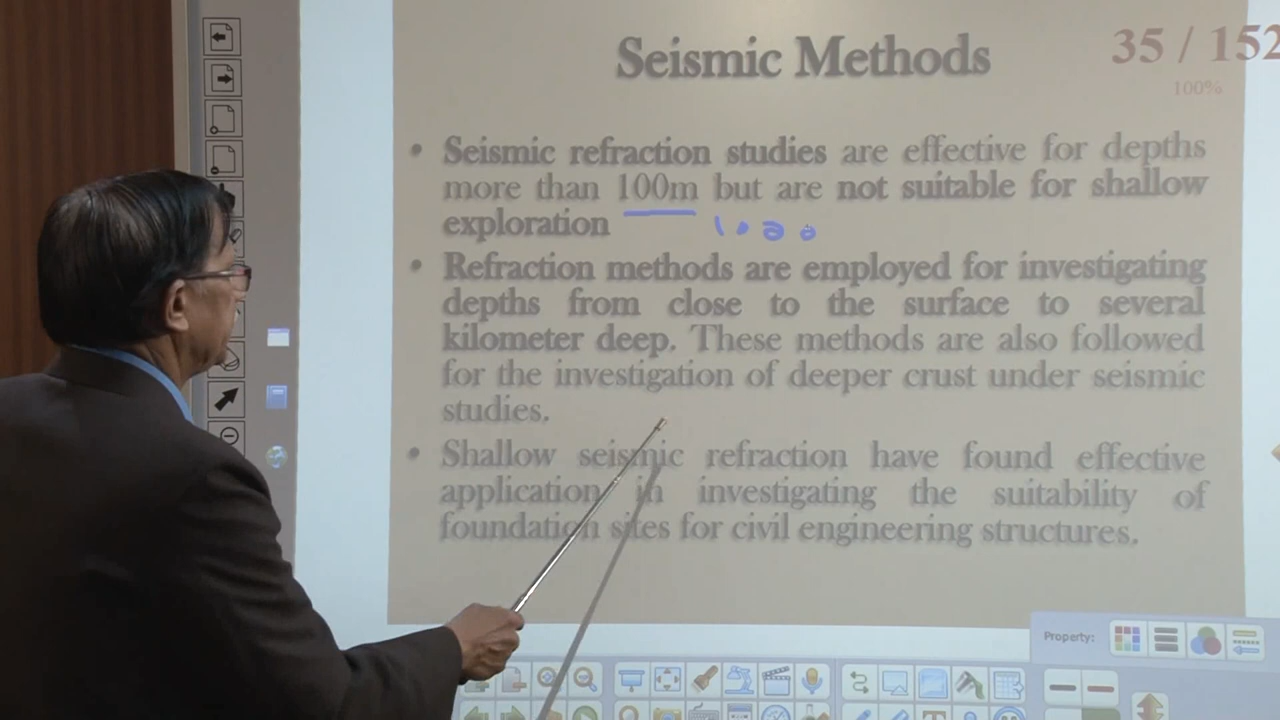 Seismic Methods
35 / 152
100%
• Seismic refraction studies are effective for depths
more than 100m but are not suitable for shallow
exploration
1000
• Refraction methods are employed for investigating
depths from close to the surface to several
kilometer deep. These methods are also followed
for the investigation of deeper crust under seismic
studies.
• Shallow seismic refraction have found effective
application in investigating the suitability of
foundation sites for civil engineering structures.
Property: